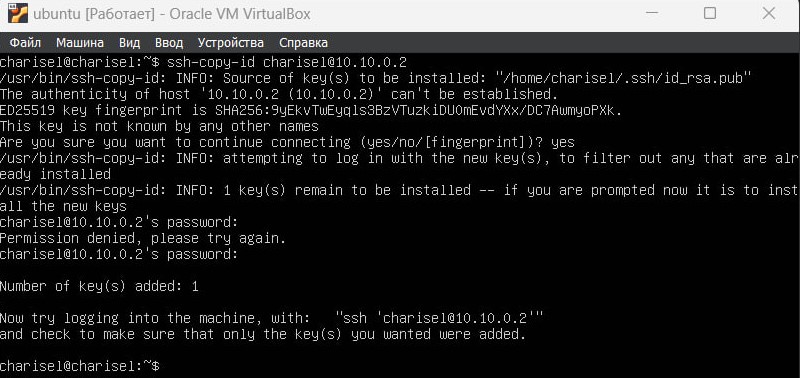 ubuntu [Работает] - Oracle VM VirtualBox
Файл Машина Вид Ввод Устройства Справка
charisel@charisel:~$ ssh-copy-id charisel@10.10.0.2
/usr/bin/ssh-copy-id: INFO: Source of key(s) to be installed: "/home/charisel/.ssh/id_rsa.pub"
The authenticity of host '10.10.0.2 (10.10.0.2)' can't be established.
ED25519 key fingerprint is SHA256:9yEkvTwEyqls3BzVTuzkiDU0mEvdYXx/DC7AwmyoPXk.
This key is not known by any other names
Are you sure you want to continue connecting (yes/no/[fingerprint])? yes
/usr/bin/ssh-copy-id: INFO: attempting to log in with the new key(s), to filter out any that are alr
eady installed
/usr/bin/ssh-copy-id: INFO: 1 key(s) remain to be installed -- if you are prompted now it is to inst
all the new keys
charisel@10.10.0.2's password:
Permission denied, please try again.
charisel@10.10.0.2's password:
Number of key(s) added: 1
Now try logging into the machine, with:   "ssh 'charisel@10.10.0.2'"
and check to make sure that only the key(s) you wanted were added.
charisel@charisel:~$